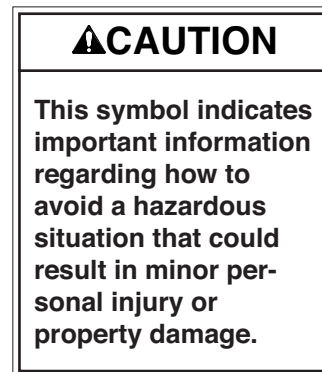 ⚠CAUTION
This symbol indicates
important information
regarding how to
avoid a hazardous
situation that could
result in minor per-
sonal injury or
property damage.